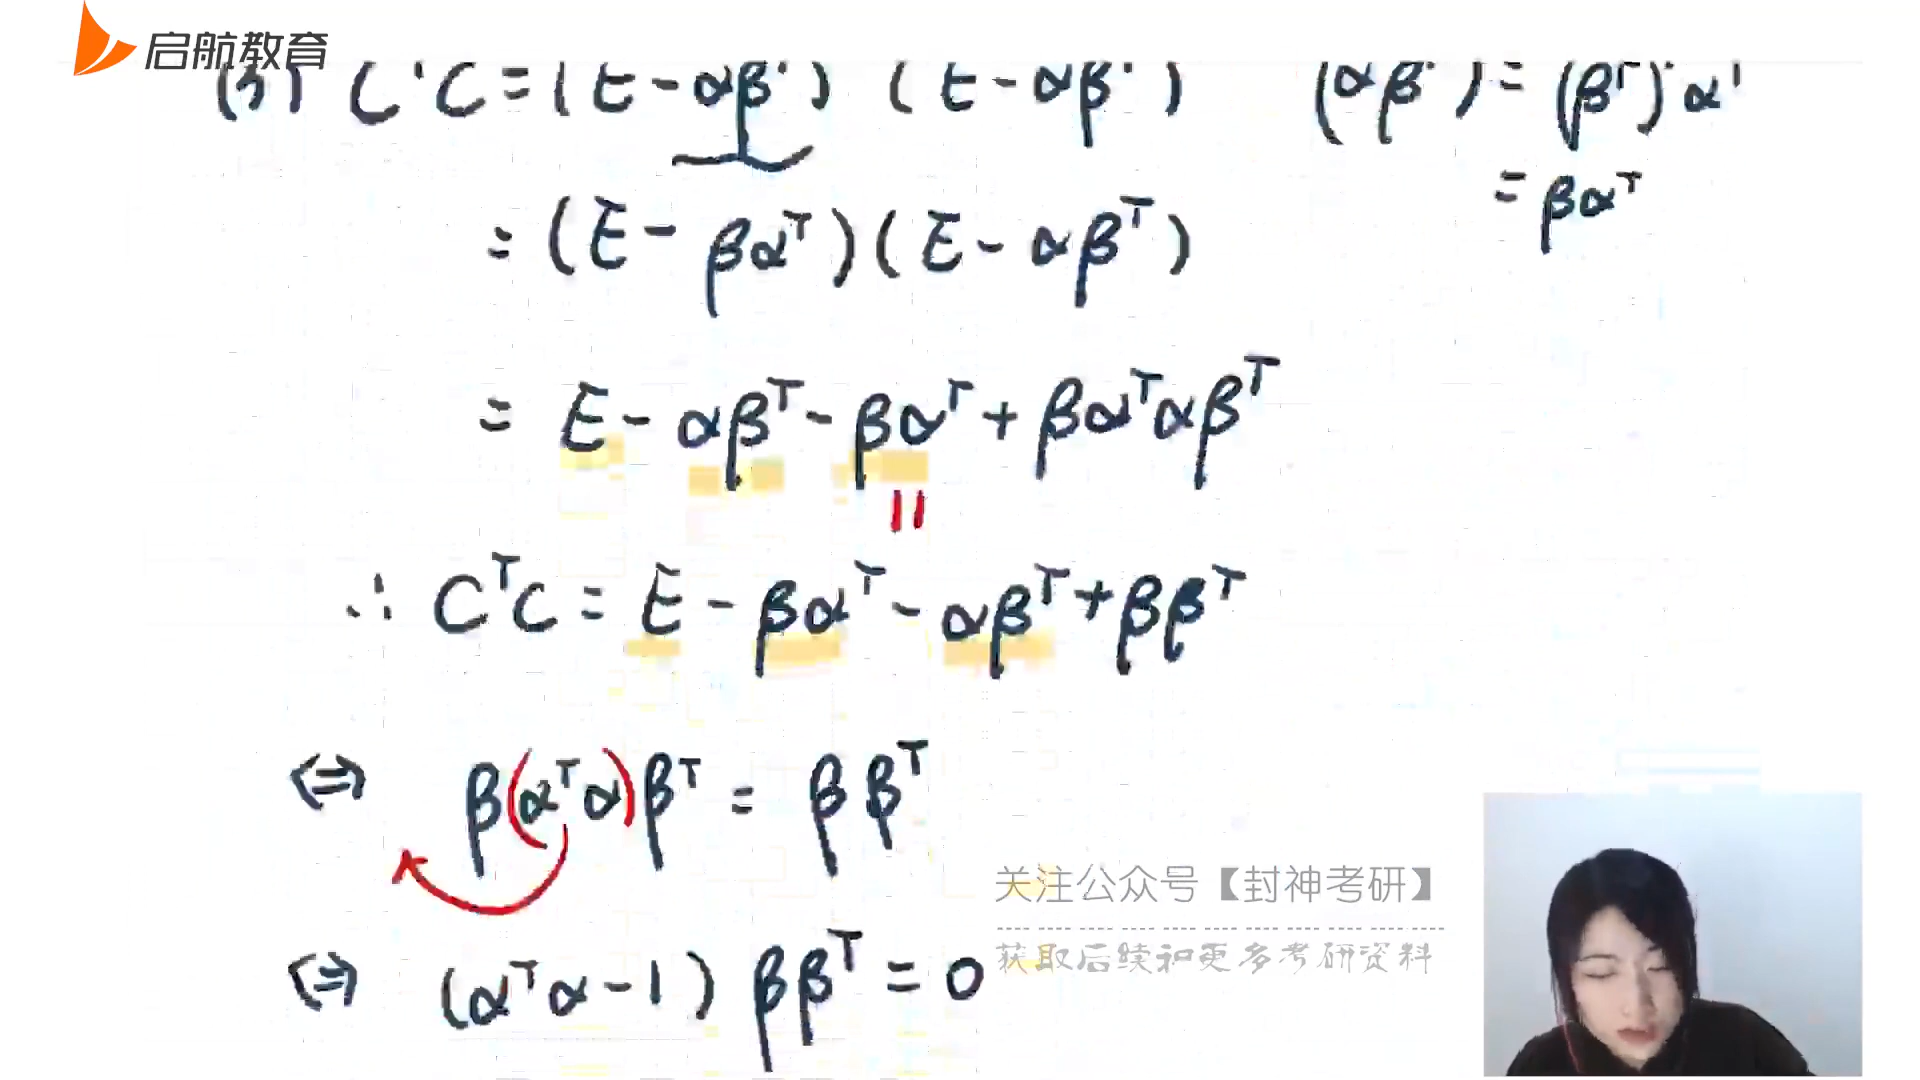 启航教育
(3) CᵀC = (E - αβᵀ)ᵀ (E - αβᵀ) (αβᵀ)ᵀ = (βᵀ)ᵀαᵀ
= βαᵀ
= (E - βαᵀ)(E - αβᵀ)
= E - αβᵀ - βαᵀ + βαᵀαβᵀ
∴ CᵀC = E - βαᵀ - αβᵀ + ββᵀ
⇔ β(αᵀα)βᵀ = ββᵀ
关注公众号【封神考研】
获取后续和更多考研资料
⇔ (αᵀα - 1) ββᵀ = 0